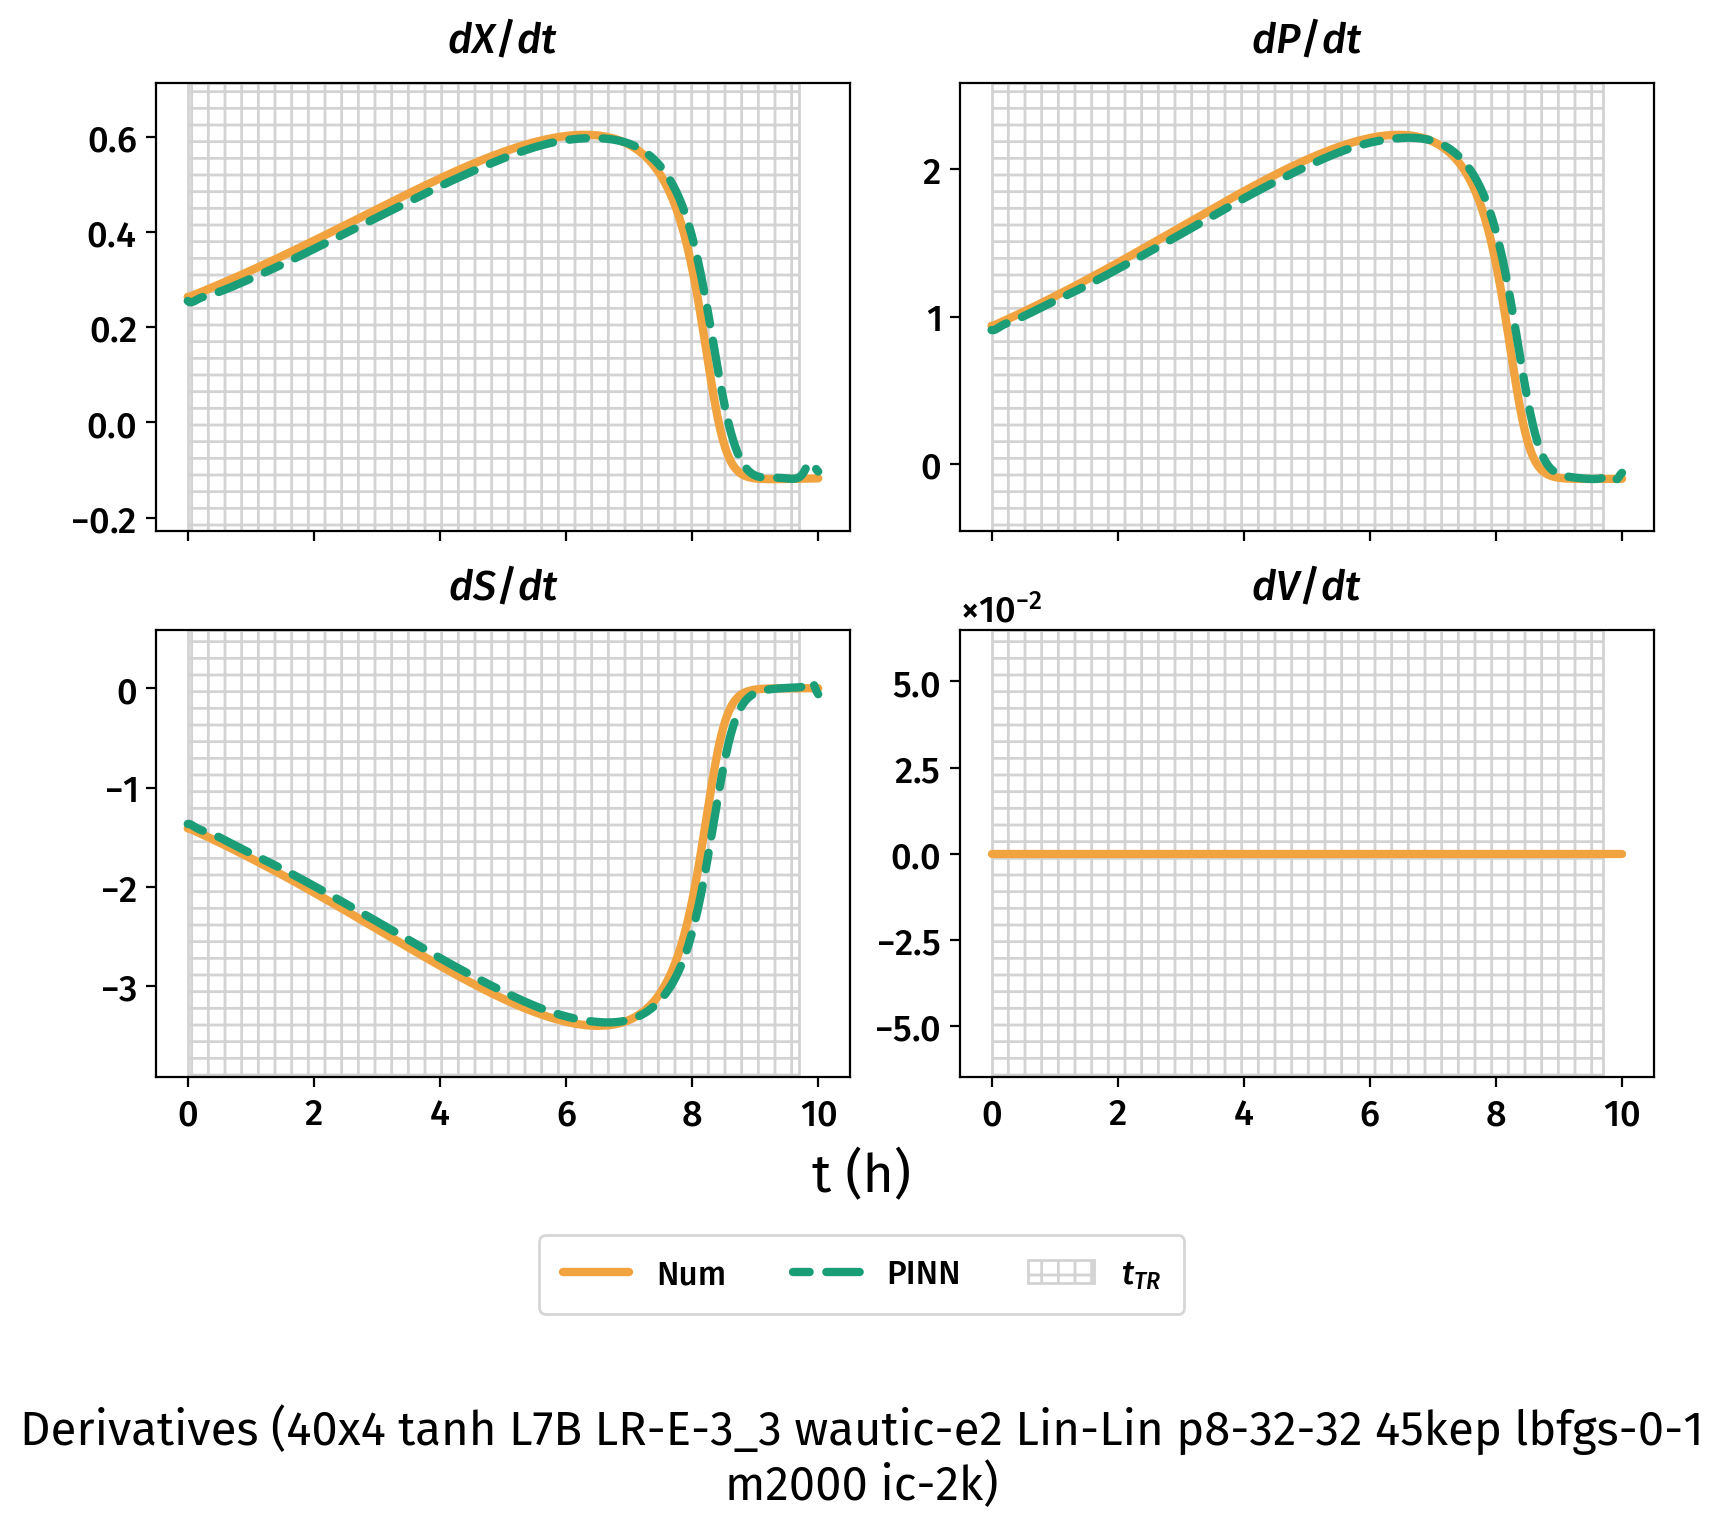 dX/dt
dP/dt
0.6
0.4
0.2
0.0
−0.2
2
1
0
dS/dt
dV/dt
×10⁻²
0
−1
−2
−3
5.0
2.5
0.0
−2.5
−5.0
0 2 4 6 8 10
0 2 4 6 8 10
t (h)
Num PINN t_TR
Derivatives (40x4 tanh L7B LR-E-3_3 wautic-e2 Lin-Lin p8-32-32 45kep lbfgs-0-1
m2000 ic-2k)